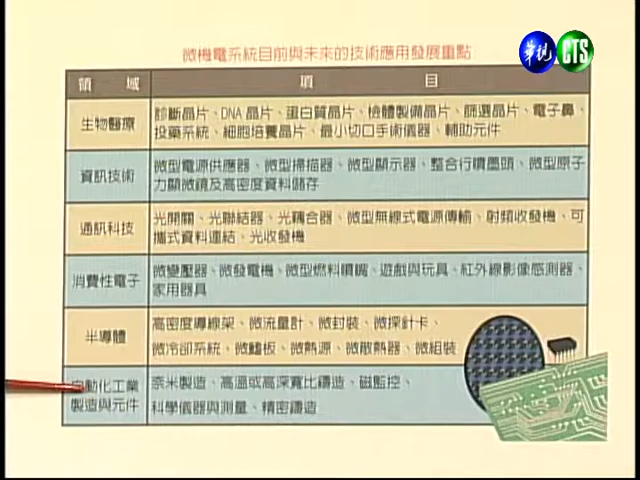 微機電系統目前與未來的技術應用發展重點
華視 CTS
領 域 項 目
生物醫療
診斷晶片、DNA 晶片、蛋白質晶片、檢體製備晶片、篩選晶片、電子鼻、
投藥系統、細胞培養晶片、最小切口手術儀器、輔助元件
資訊技術
微型電源供應器、微型掃描器、微型顯示器、整合行噴墨頭、微型原子
力顯微鏡及高密度資料儲存
通訊科技
光開關、光聯結器、光耦合器、微型無線式電源傳輸、射頻收發機、可
攜式資料連結、光收發機
消費性電子
微變壓器、微發電機、微型燃料噴嘴、遊戲與玩具、紅外線影像感測器、
家用器具
半導體
高密度導線架、微流量計、微封裝、微探針卡、
微冷卻系統、微鱷板、微熱源、微散熱器、微組裝
自動化工業
製造與元件
奈米製造、高溫或高深寬比鑄造、磁監控、
科學儀器與測量、精密鑄造